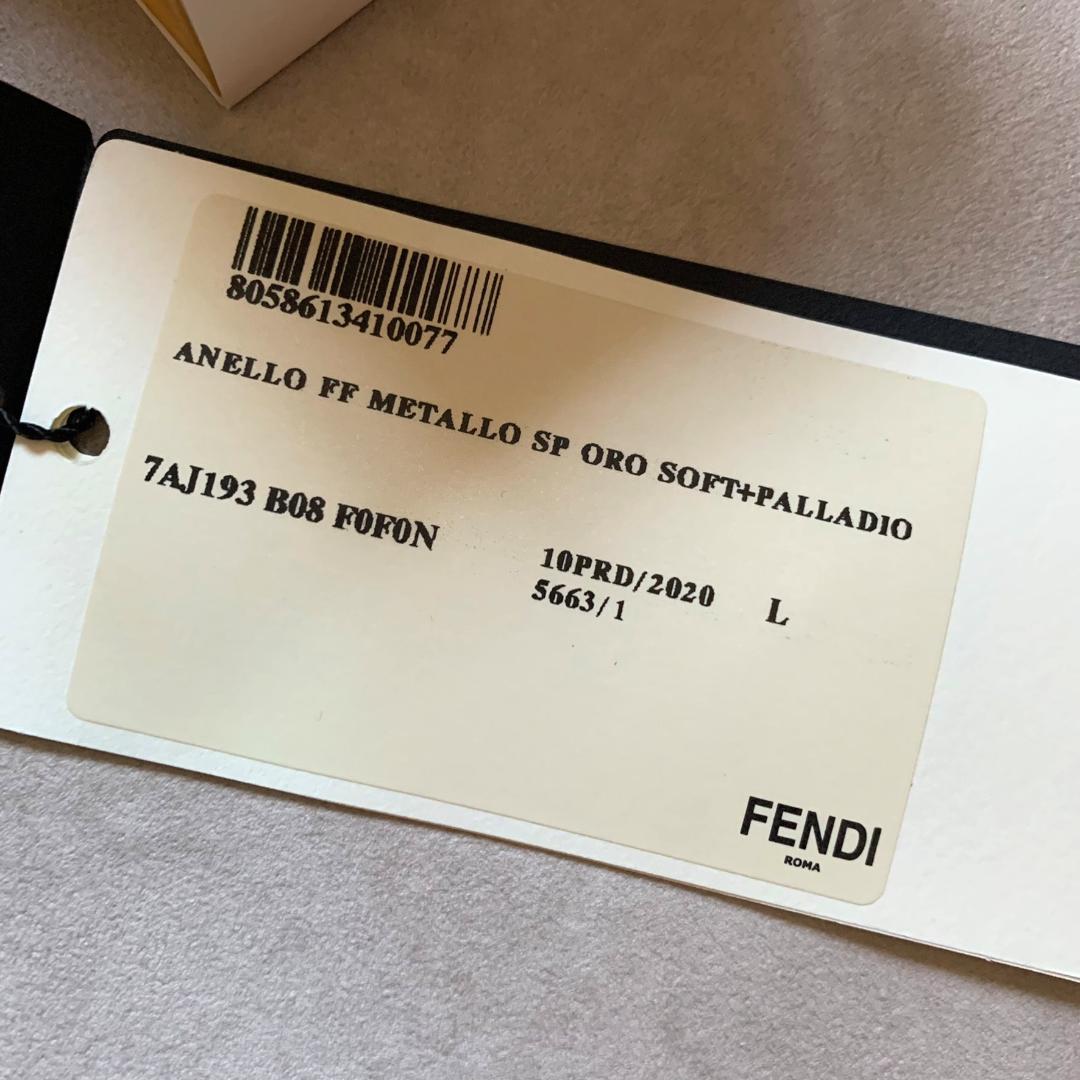 8058613410077
ANELLO FF METALLO SP ORO SOFT+PALLADIO
7AJ193 B08 F0F0N
10PRD/2020 L
5663/1
FENDI
ROMA